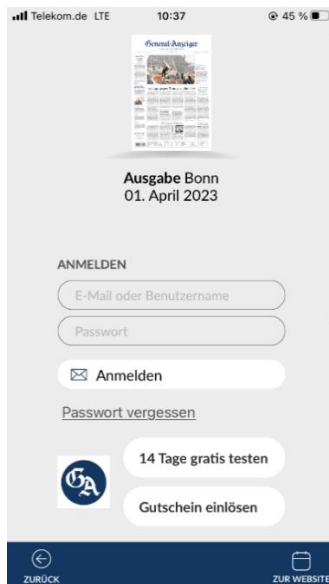 Telekom.de LTE 10:37 45 %
General-Anzeiger
Ausgabe Bonn
01. April 2023
ANMELDEN
E-Mail oder Benutzername
Passwort
Anmelden
Passwort vergessen
GA
14 Tage gratis testen
Gutschein einlösen
ZURÜCK ZUR WEBSITE